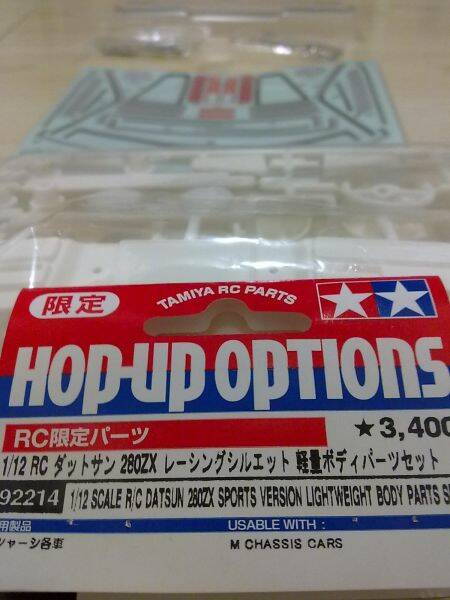 限定
TAMIYA RC PARTS
HOP-UP OPTIONS
RC限定パーツ
★3,400
1/12 RC ダットサン 280ZX レーシングシルエット 軽量ボディパーツセット
92214
1/12 SCALE R/C DATSUN 280ZX SPORTS VERSION LIGHTWEIGHT BODY PARTS S
用製品
USABLE WITH :
シャーシ各車
M CHASSIS CARS